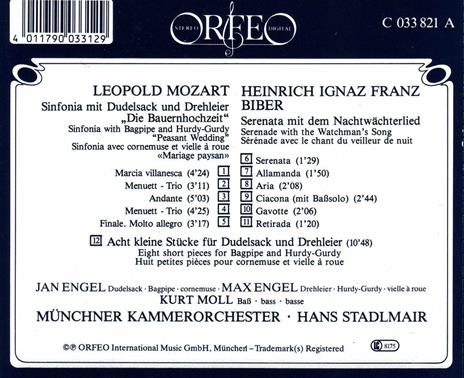 4 011790 033129
ORFEO
STEREO DIGITAL
C 033 821 A
LEOPOLD MOZART
Sinfonia mit Dudelsack und Drehleier
„Die Bauernhochzeit"
Sinfonia with Bagpipe and Hurdy-Gurdy
"Peasant Wedding"
Sinfonia avec cornemuse et vielle à roue
«Mariage paysan»
Marcia villanesca (4'24) 1
Menuett - Trio (3'11) 2
Andante (5'03) 3
Menuett - Trio (4'25) 4
Finale. Molto allegro (3'17) 5
HEINRICH IGNAZ FRANZ
BIBER
Serenata mit dem Nachtwächterlied
Serenade with the Watchman's Song
Sérénade avec le chant du veilleur de nuit
6 Serenata (1'29)
7 Allamanda (1'50)
8 Aria (2'08)
9 Ciacona (mit Baßsolo) (2'44)
10 Gavotte (2'06)
11 Retirada (1'20)
12 Acht kleine Stücke für Dudelsack und Drehleier (10'48)
Eight short pieces for Bagpipe and Hurdy-Gurdy
Huit petites pièces pour cornemuse et vielle à roue
JAN ENGEL Dudelsack · Bagpipe · cornemuse · MAX ENGEL Drehleier · Hurdy-Gurdy · vielle à roue
KURT MOLL Baß · bass · basse
MÜNCHNER KAMMERORCHESTER · HANS STADLMAIR
©℗ ORFEO International Music GmbH, München – Trademark(s) Registered
LC 8175